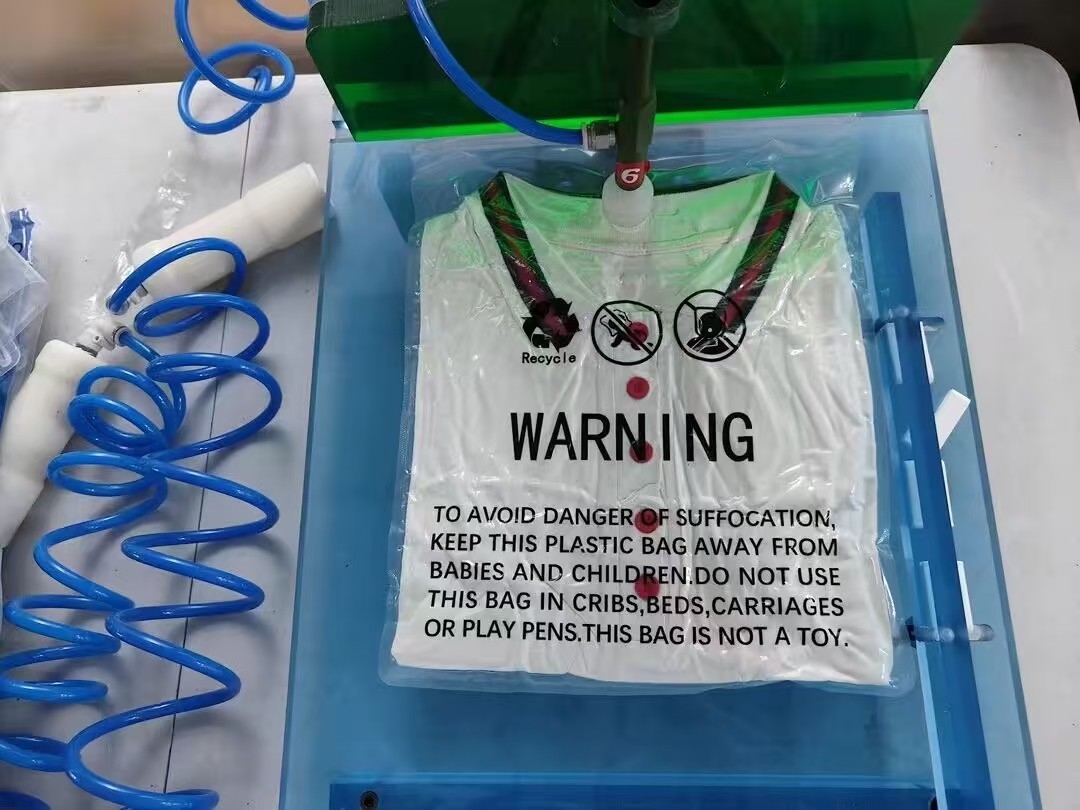 6
Recycle
WARNING
TO AVOID DANGER OF SUFFOCATION,
KEEP THIS PLASTIC BAG AWAY FROM
BABIES AND CHILDREN.DO NOT USE
THIS BAG IN CRIBS,BEDS,CARRIAGES
OR PLAY PENS.THIS BAG IS NOT A TOY.